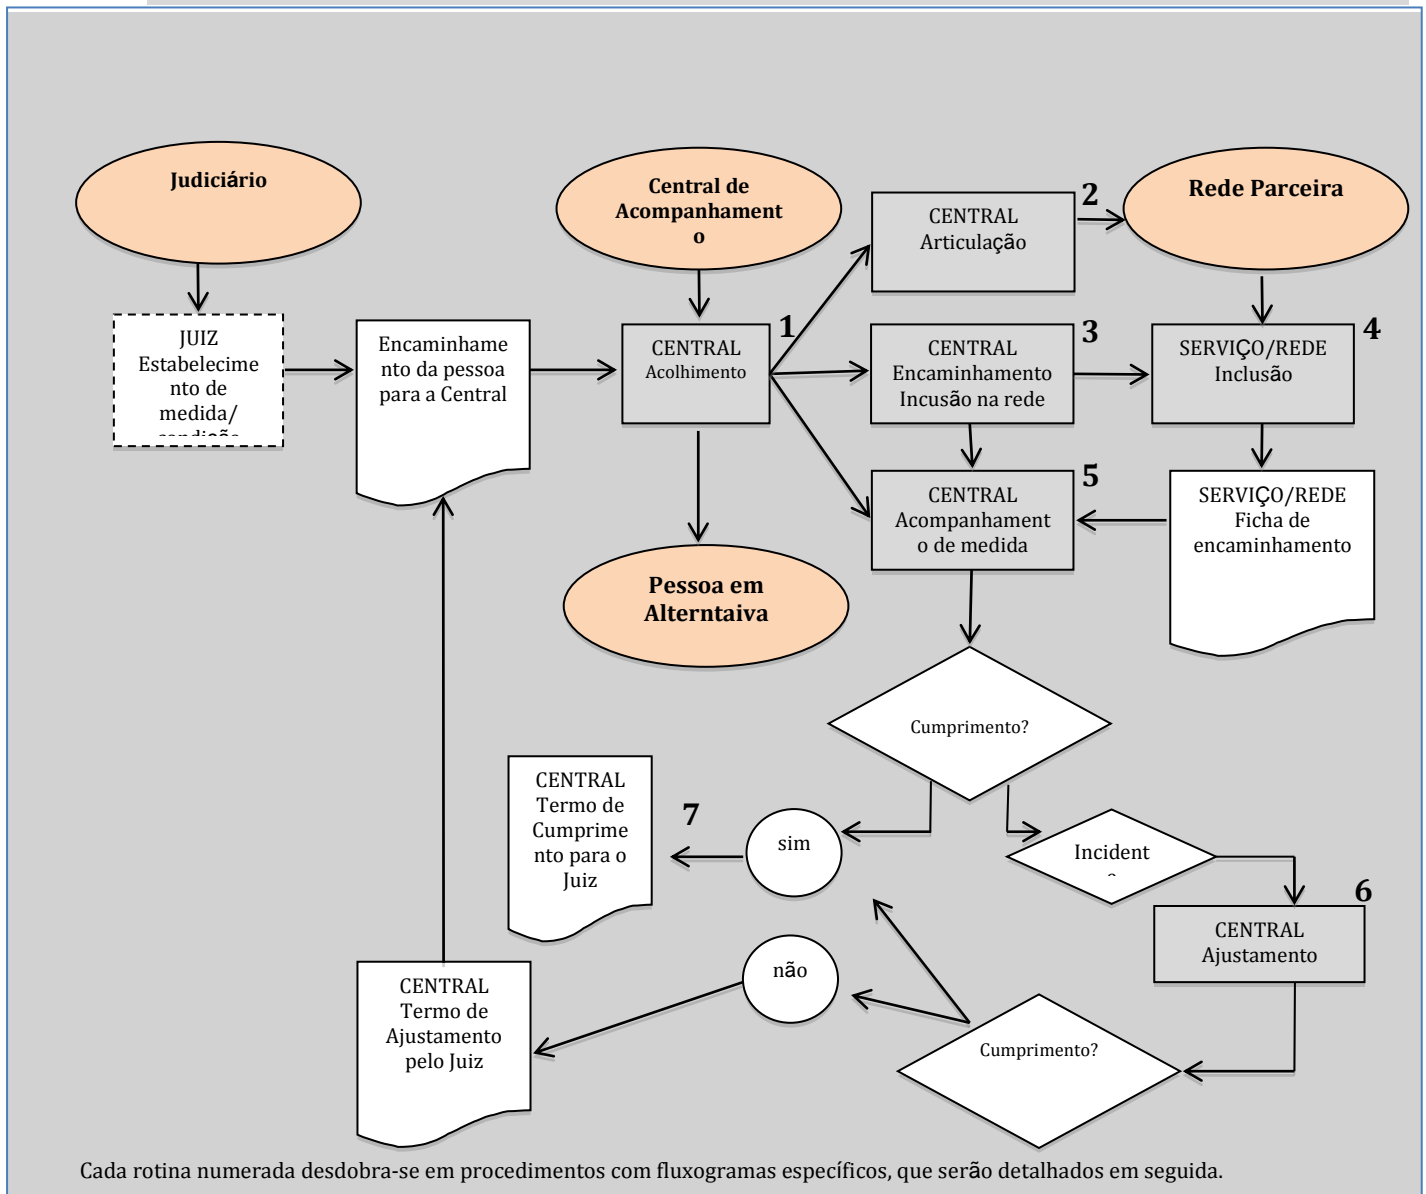 Judiciário
Central de
Acompanhament
o
Rede Parceira
CENTRAL
Articulação
2
JUIZ
Estabelecime
nto de
medida/
Encaminhame
nto da pessoa
para a Central
CENTRAL
Acolhimento
1
CENTRAL
Encaminhamento
Incusão na rede
3
SERVIÇO/REDE
Inclusão
4
CENTRAL
Acompanhament
o de medida
5
SERVIÇO/REDE
Ficha de
encaminhamento
Pessoa em
Alterntaiva
Cumprimento?
CENTRAL
Termo de
Cumprime
nto para o
Juiz
7
sim
Incident
6
CENTRAL
Ajustamento
não
CENTRAL
Termo de
Ajustamento
pelo Juiz
Cumprimento?
Cada rotina numerada desdobra-se em procedimentos com fluxogramas específicos, que serão detalhados em seguida.